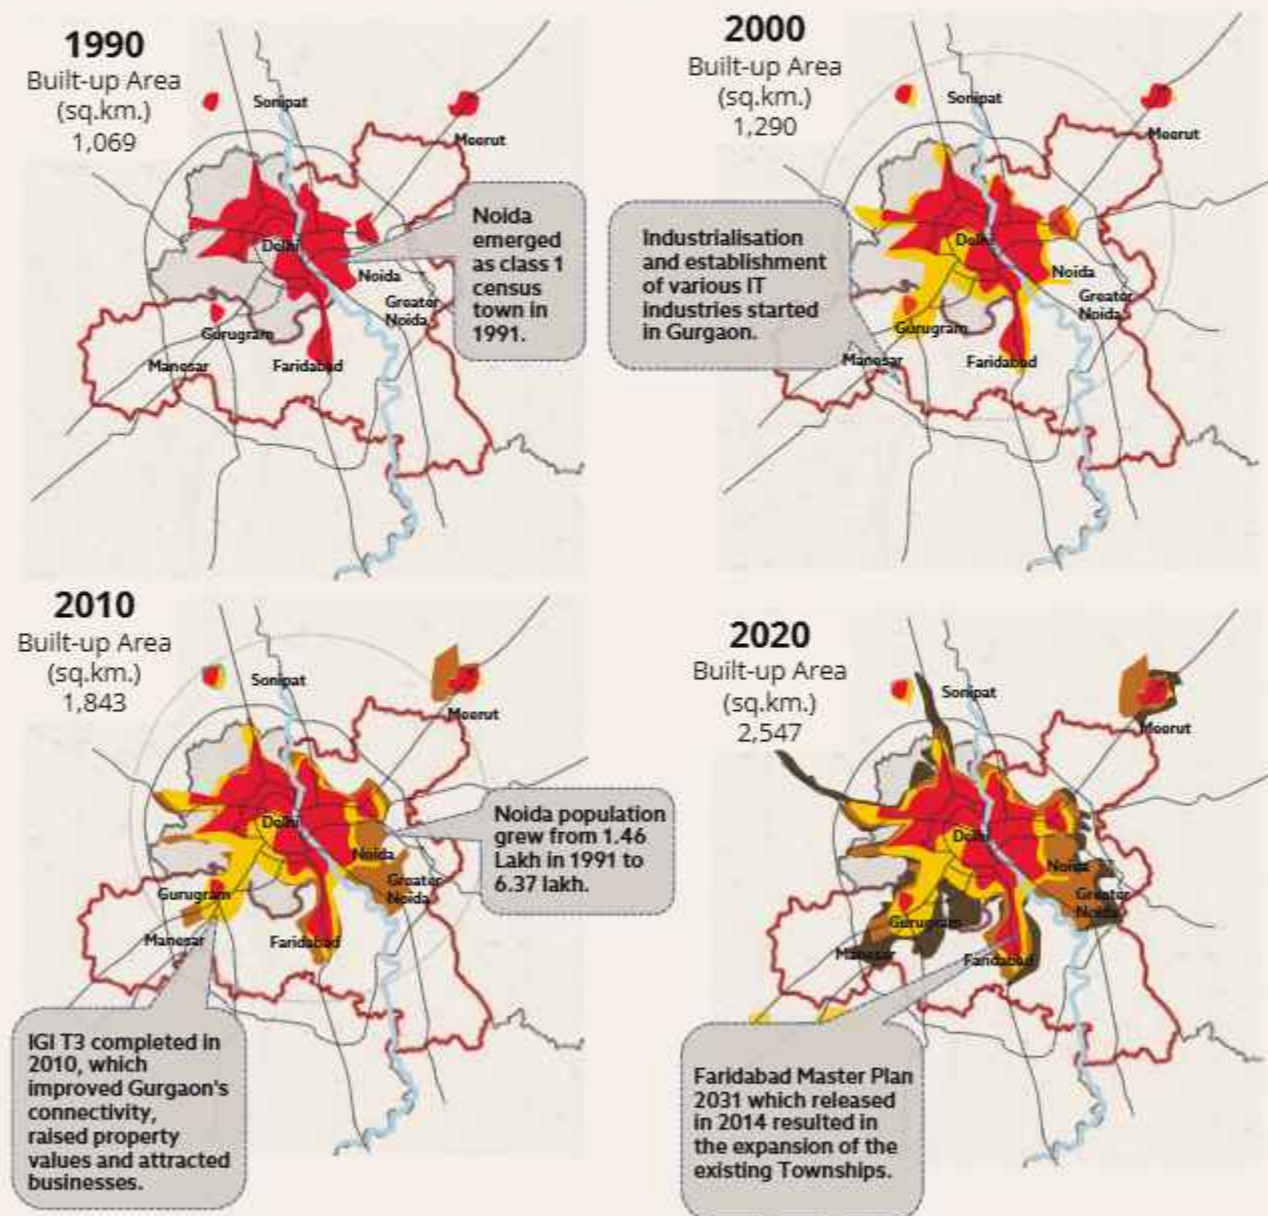 1990
Built-up Area
(sq.km.)
1,069
Sonipat
Meerut
Delhi
Noida
Greater
Noida
Gurugram
Manesar
Faridabad
Noida
emerged
as class 1
census
town in
1991.
2000
Built-up Area
(sq.km.)
1,290
Sonipat
Meerut
Delhi
Noida
Greater
Noida
Gurugram
Manesar
Faridabad
Industrialisation
and establishment
of various IT
industries started
in Gurgaon.
2010
Built-up Area
(sq.km.)
1,843
Sonipat
Meerut
Delhi
Noida
Greater
Noida
Gurugram
Manesar
Faridabad
Noida population
grew from 1.46
Lakh in 1991 to
6.37 lakh.
IGI T3 completed in
2010, which
improved Gurgaon's
connectivity,
raised property
values and attracted
businesses.
2020
Built-up Area
(sq.km.)
2,547
Sonipat
Meerut
Delhi
Noida
Greater
Noida
Gurugram
Manesar
Faridabad
Faridabad Master Plan
2031 which released
in 2014 resulted in
the expansion of the
existing Townships.